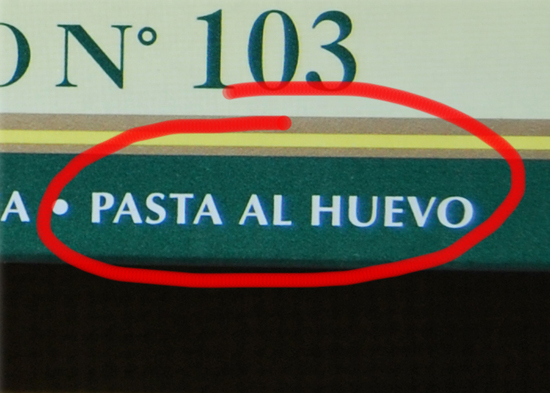 O N° 103
A • PASTA AL HUEVO